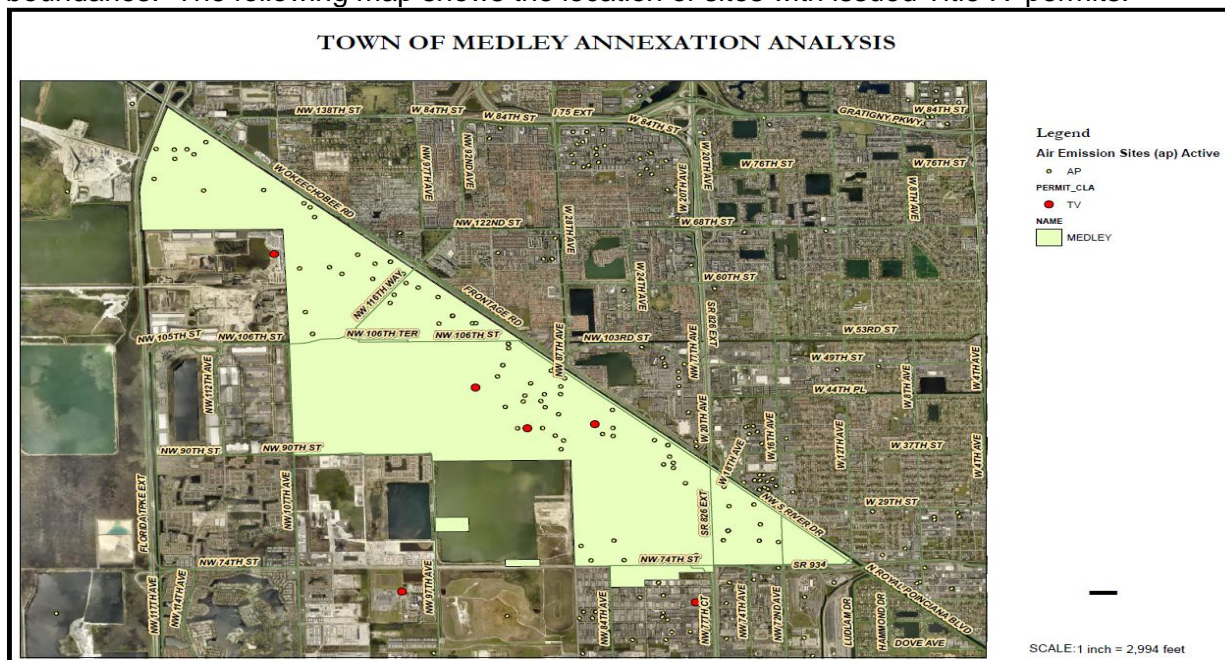 boundaries. The following map shows the location of sites with issued Title IV permits.
TOWN OF MEDLEY ANNEXATION ANALYSIS
NW 138TH ST
W 84TH ST
W 84TH ST
I 75 EXT
W 84TH ST
GRATIGNY PKWY
W 84TH ST
W OKEECHOBEE RD
NW 97TH AVE
NW 92ND AVE
W 28TH AVE
W 20TH AVE
W 20TH AVE
W 76TH ST
W 76TH ST
W 8TH AVE
NW 122ND ST
W 68TH ST
W 24TH AVE
W 60TH ST
NW 116TH WAY
FRONTAGE RD
SR 826 EXT
W 53RD ST
NW 105TH ST
NW 106TH ST
NW 106TH TER
NW 106TH ST
NW 87TH AVE
NW 103RD ST
NW 77TH AVE
W 49TH ST
W 44TH PL
W 8TH AVE
W 4TH AVE
NW 112TH AVE
W 20TH AVE
W 18TH AVE
W 16TH AVE
W 12TH AVE
W 37TH ST
W 4TH AVE
NW 90TH ST
NW 90TH ST
FLORIDA TPKE EXT
NW 107TH AVE
SR 826 EXT
NW S RIVER DR
W 29TH ST
NW 74TH ST
NW 74TH ST
SR 934
N ROYAL POINCIANA BLVD
NW 117TH AVE
NW 114TH AVE
NW 97TH AVE
NW 84TH AVE
NW 77TH CT
NW 74TH AVE
NW 72ND AVE
LUDLAM DR
HAMMOND DR
DOVE AVE
Legend
Air Emission Sites (ap) Active
AP
PERMIT_CLA
TV
NAME
MEDLEY
SCALE: 1 inch = 2,994 feet